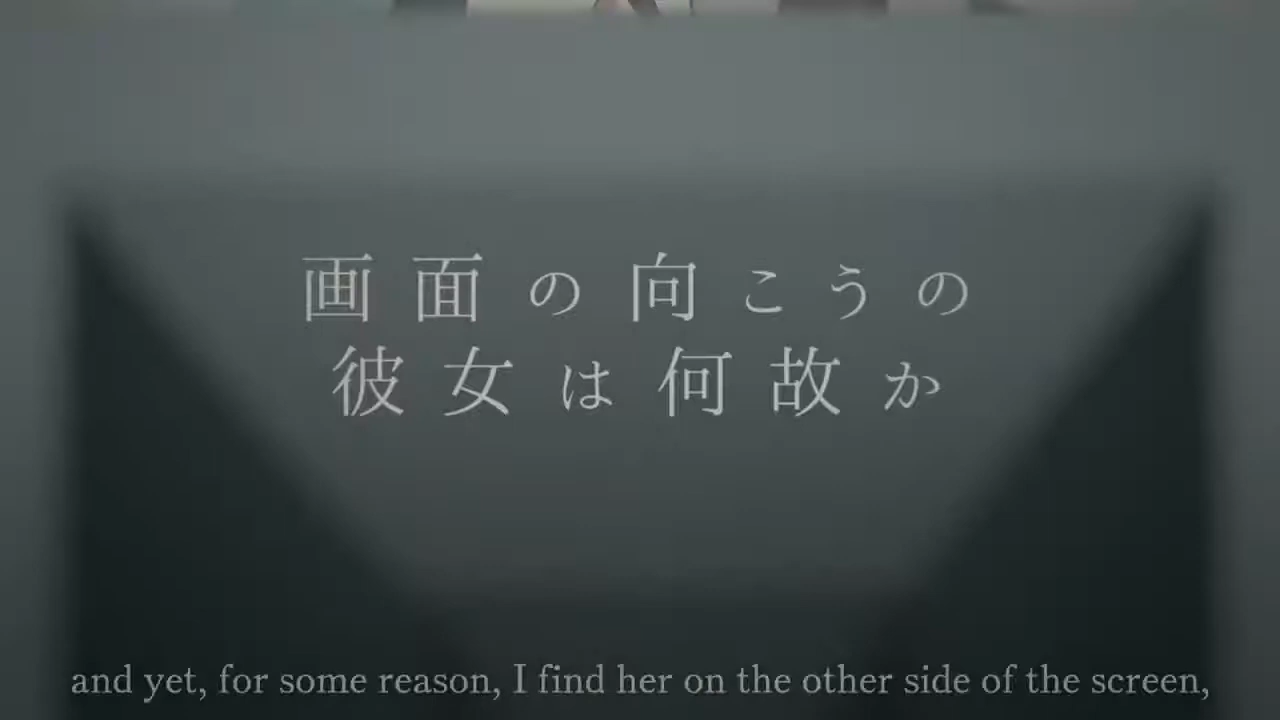 画面の向こうの
彼女は何故か
and yet, for some reason, I find her on the other side of the screen,